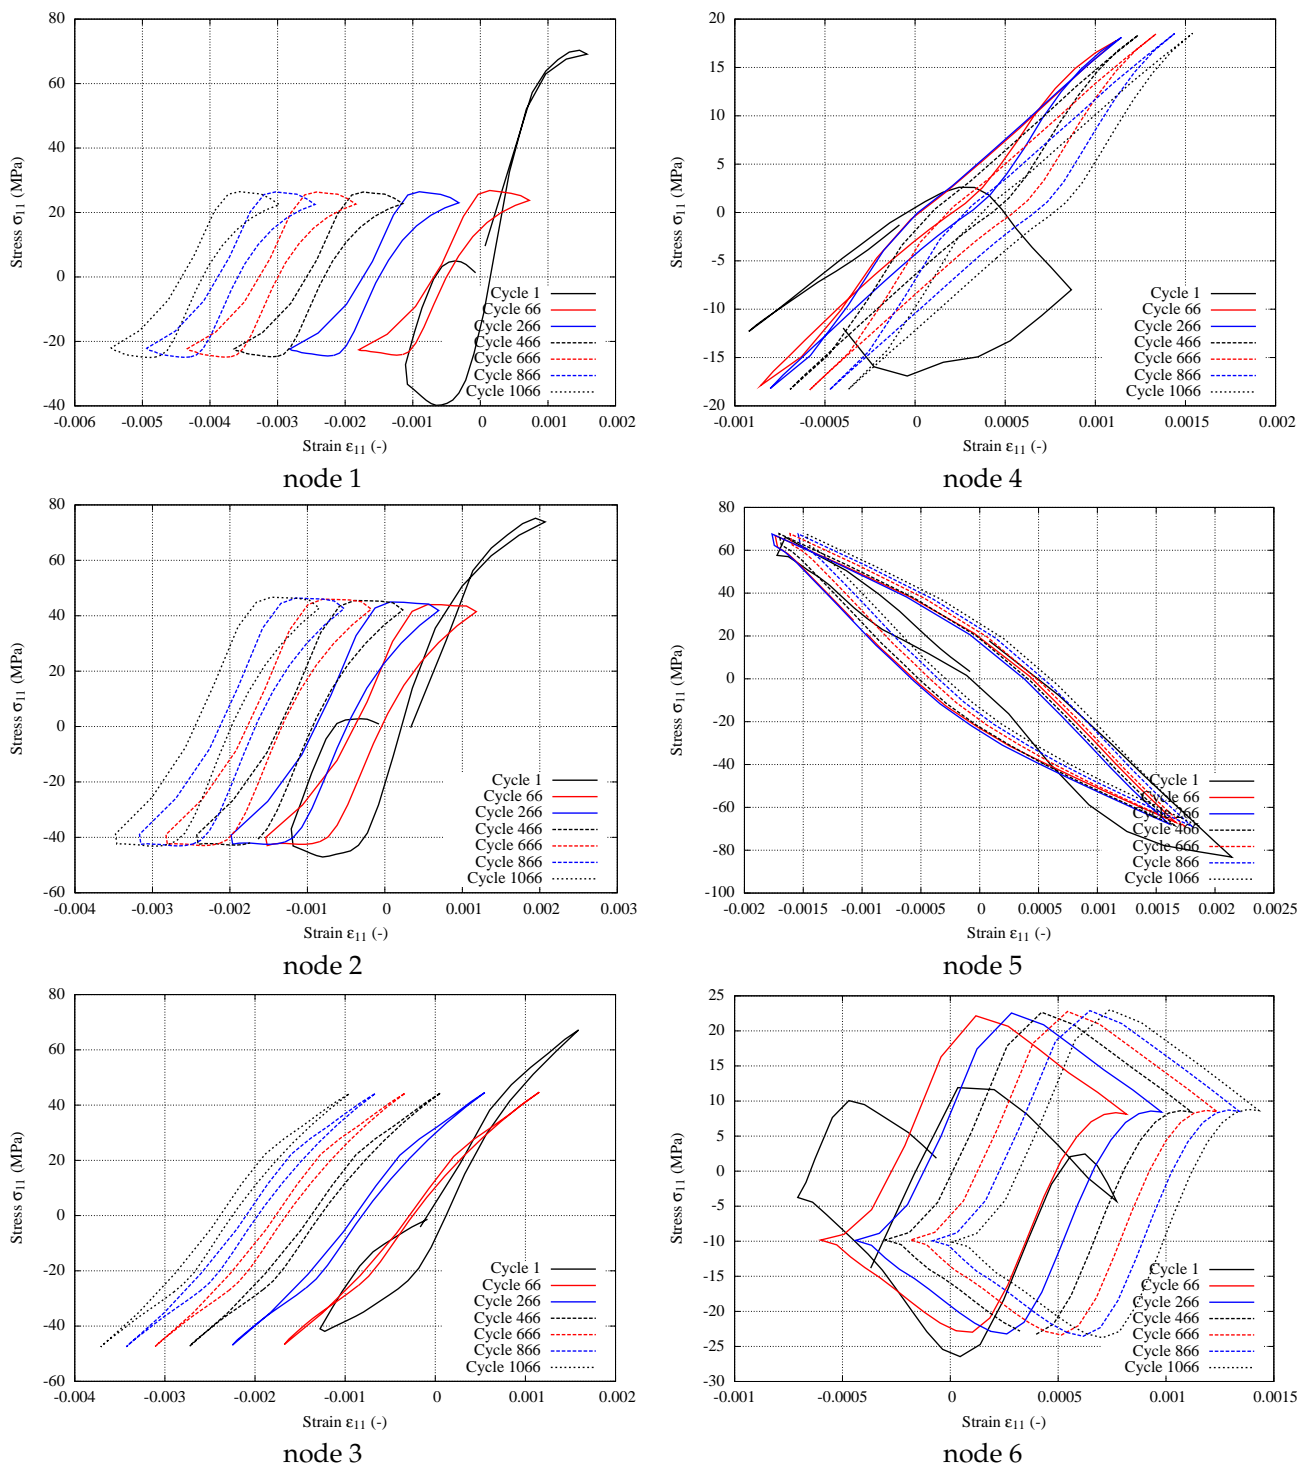 80
60
40
20
0
-20
-40
-0.006 -0.005 -0.004 -0.003 -0.002 -0.001 0 0.001 0.002
Stress σ11 (MPa)
Strain ε11 (-)
Cycle 1
Cycle 66
Cycle 266
Cycle 466
Cycle 666
Cycle 866
Cycle 1066
node 1
20
15
10
5
0
-5
-10
-15
-20
-0.001 -0.0005 0 0.0005 0.001 0.0015 0.002
Stress σ11 (MPa)
Strain ε11 (-)
Cycle 1
Cycle 66
Cycle 266
Cycle 466
Cycle 666
Cycle 866
Cycle 1066
node 4
80
60
40
20
0
-20
-40
-60
-0.004 -0.003 -0.002 -0.001 0 0.001 0.002 0.003
Stress σ11 (MPa)
Strain ε11 (-)
Cycle 1
Cycle 66
Cycle 266
Cycle 466
Cycle 666
Cycle 866
Cycle 1066
node 2
80
60
40
20
0
-20
-40
-60
-80
-100
-0.002 -0.0015 -0.001 -0.0005 0 0.0005 0.001 0.0015 0.002 0.0025
Stress σ11 (MPa)
Strain ε11 (-)
Cycle 1
Cycle 66
Cycle 266
Cycle 466
Cycle 666
Cycle 866
Cycle 1066
node 5
80
60
40
20
0
-20
-40
-60
-0.004 -0.003 -0.002 -0.001 0 0.001 0.002
Stress σ11 (MPa)
Strain ε11 (-)
Cycle 1
Cycle 66
Cycle 266
Cycle 466
Cycle 666
Cycle 866
Cycle 1066
node 3
25
20
15
10
5
0
-5
-10
-15
-20
-25
-30
-0.001 -0.0005 0 0.0005 0.001 0.0015
Stress σ11 (MPa)
Strain ε11 (-)
Cycle 1
Cycle 66
Cycle 266
Cycle 466
Cycle 666
Cycle 866
Cycle 1066
node 6